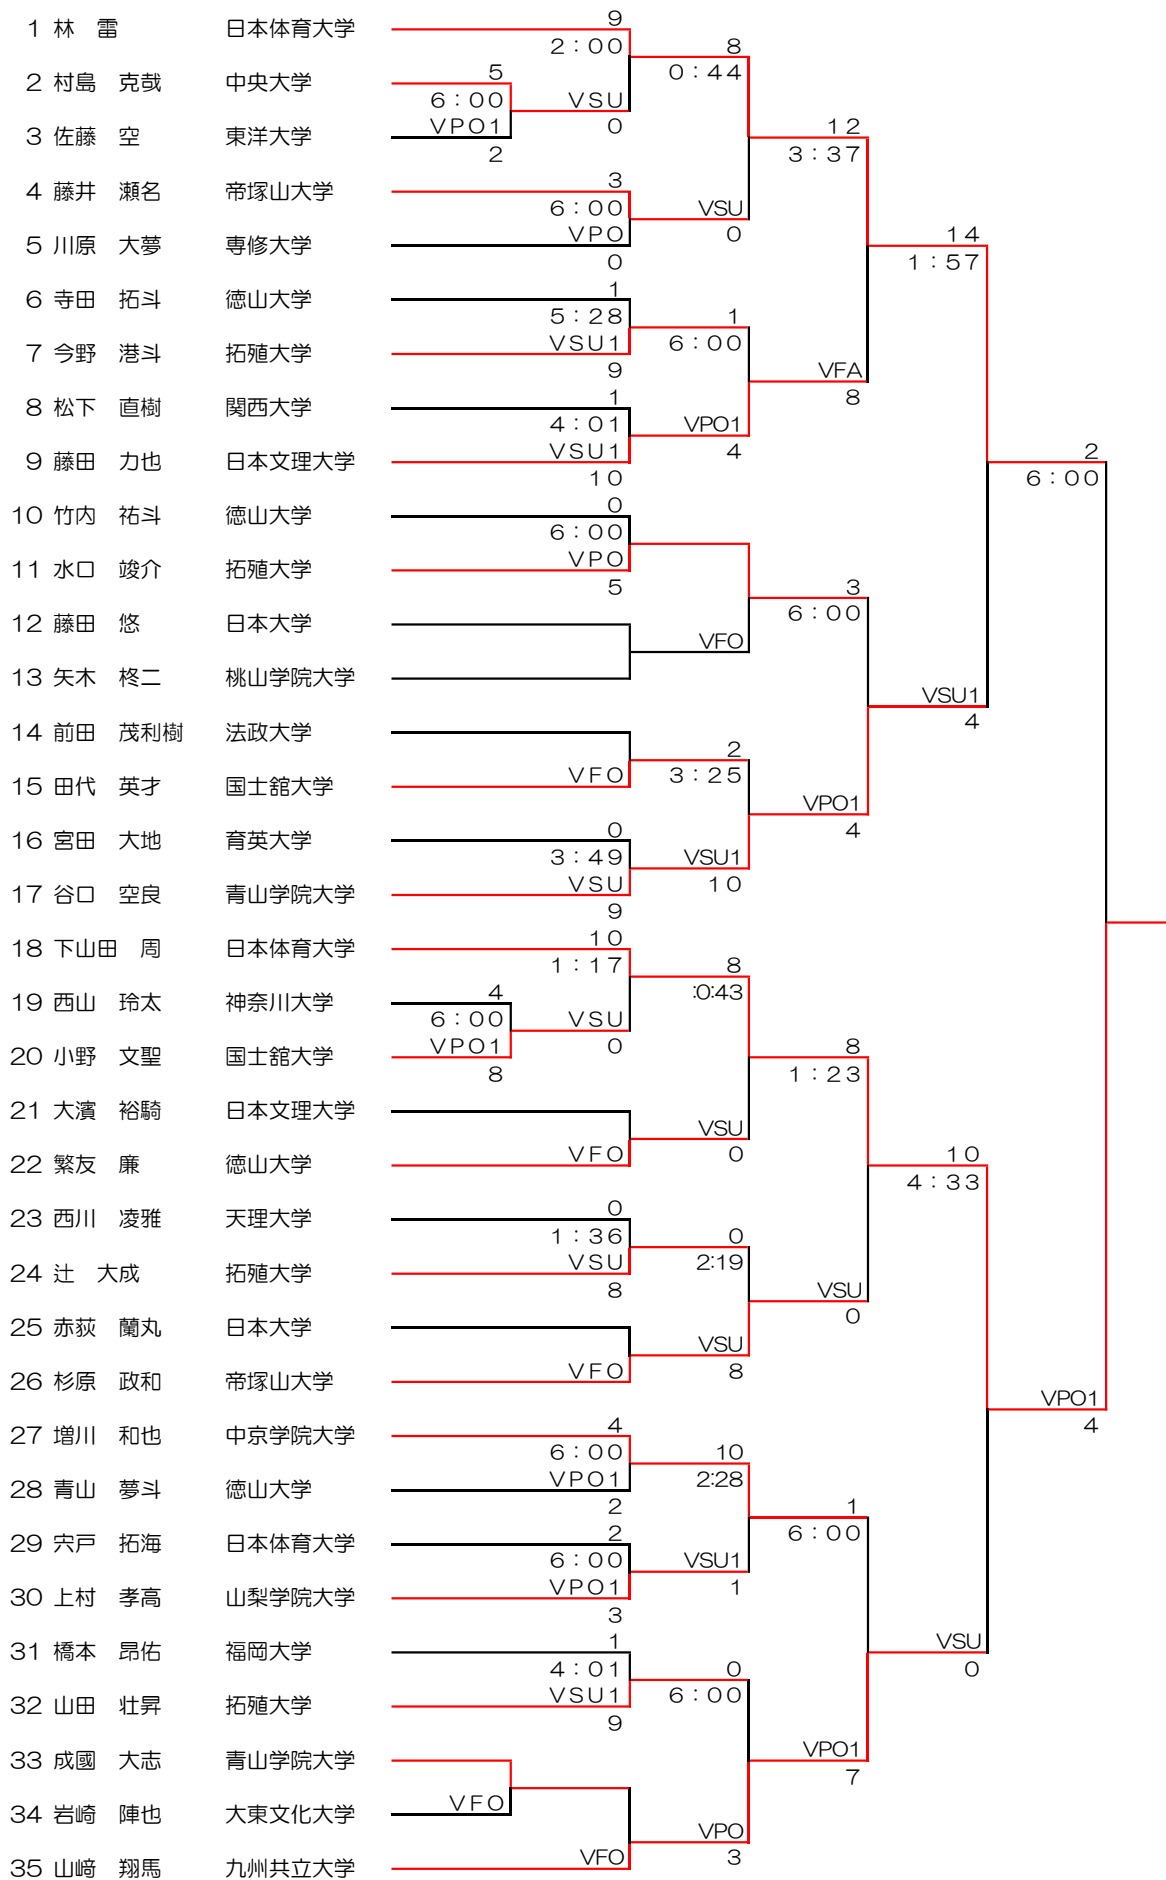 1 林 雷 日本体育大学
2 村島 克哉 中央大学
3 佐藤 空 東洋大学
4 藤井 瀬名 帝塚山大学
5 川原 大夢 専修大学
6 寺田 拓斗 徳山大学
7 今野 港斗 拓殖大学
8 松下 直樹 関西大学
9 藤田 力也 日本文理大学
10 竹内 祐斗 徳山大学
11 水口 竣介 拓殖大学
12 藤田 悠 日本大学
13 矢木 柊二 桃山学院大学
14 前田 茂利樹 法政大学
15 田代 英才 国士舘大学
16 宮田 大地 育英大学
17 谷口 空良 青山学院大学
18 下山田 周 日本体育大学
19 西山 玲太 神奈川大学
20 小野 文聖 国士舘大学
21 大濱 裕騎 日本文理大学
22 繁友 廉 徳山大学
23 西川 凌雅 天理大学
24 辻 大成 拓殖大学
25 赤荻 蘭丸 日本大学
26 杉原 政和 帝塚山大学
27 増川 和也 中京学院大学
28 青山 夢斗 徳山大学
29 宍戸 拓海 日本体育大学
30 上村 孝高 山梨学院大学
31 橋本 昂佑 福岡大学
32 山田 壮昇 拓殖大学
33 成國 大志 青山学院大学
34 岩崎 陣也 大東文化大学
35 山﨑 翔馬 九州共立大学
5
6：00
VPO1
2
4
6：00
VPO1
8
VFO
9
2：00
VSU
0
3
6：00
VPO
0
1
5：28
VSU1
9
1
4：01
VSU1
10
0
6：00
VPO
5
VFO
0
3：49
VSU
9
10
1：17
VSU
0
VFO
0
1：36
VSU
8
VFO
4
6：00
VPO1
2
2
6：00
VPO1
3
1
4：01
VSU1
9
VFO
8
0：44
VSU
0
1
6：00
VPO1
4
VFO
2
3：25
VSU1
10
8
:0:43
VSU
0
0
2:19
VSU
8
10
2:28
VSU1
1
0
6：00
VPO
3
12
3：37
VFA
8
3
6：00
VPO1
4
8
1：23
VSU
0
1
6：00
VPO1
7
14
1：57
VSU1
4
10
4：33
VSU
0
2
6：00
VPO1
4